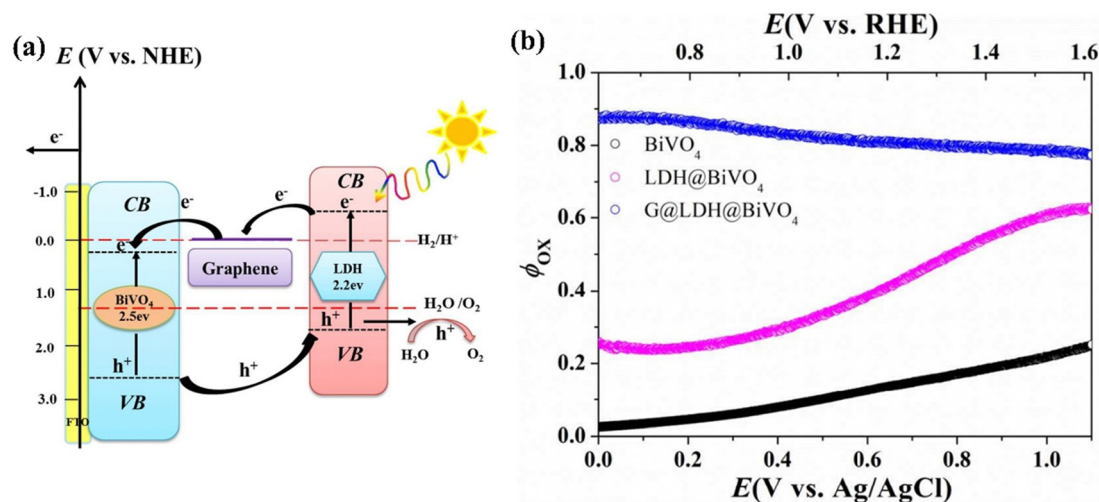 (a)
E (V vs. NHE)
e-
-1.0
0.0
1.0
2.0
3.0
FTO
CB
e-
e-
BiVO4
2.5ev
h+
VB
Graphene
e-
h+
CB
e-
LDH
2.2ev
h+
VB
H2/H+
H2O/O2
h+
H2O
O2
(b)
E(V vs. RHE)
0.8 1.0 1.2 1.4 1.6
1.0
0.8
0.6
0.4
0.2
0.0
ϕOX
BiVO4
LDH@BiVO4
G@LDH@BiVO4
0.0 0.2 0.4 0.6 0.8 1.0
E(V vs. Ag/AgCl)